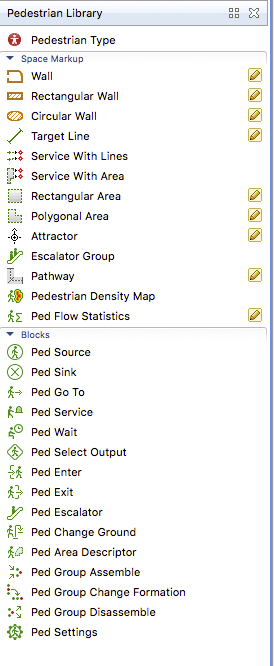 Pedestrian Library
Pedestrian Type
Space Markup
Wall
Rectangular Wall
Circular Wall
Target Line
Service With Lines
Service With Area
Rectangular Area
Polygonal Area
Attractor
Escalator Group
Pathway
Pedestrian Density Map
Ped Flow Statistics
Blocks
Ped Source
Ped Sink
Ped Go To
Ped Service
Ped Wait
Ped Select Output
Ped Enter
Ped Exit
Ped Escalator
Ped Change Ground
Ped Area Descriptor
Ped Group Assemble
Ped Group Change Formation
Ped Group Disassemble
Ped Settings